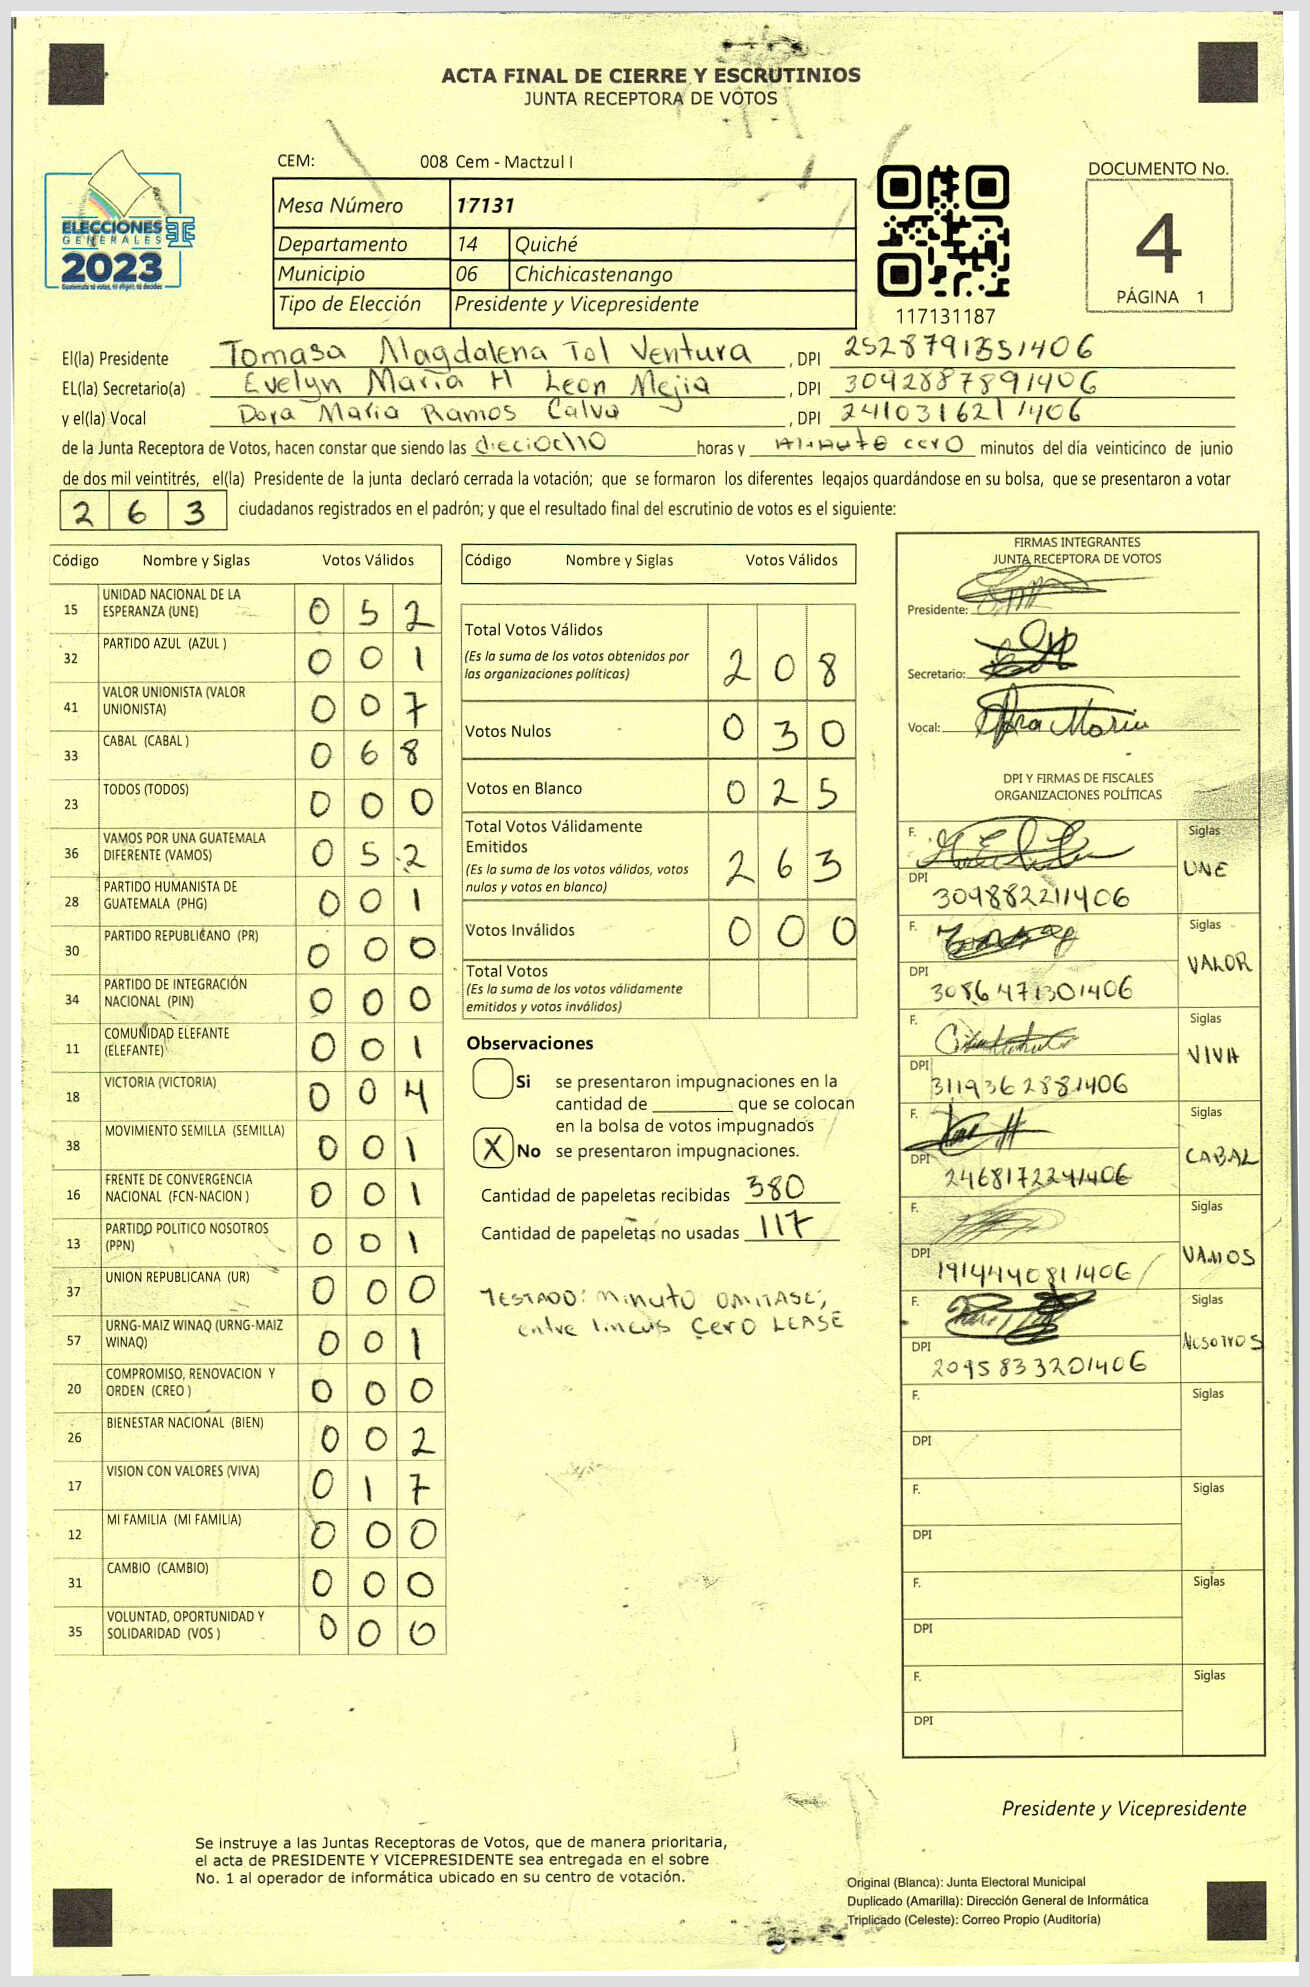 ACTA FINAL DE CIERRE Y ESCRUTINIOS
JUNTA RECEPTORA DE VOTOS
CEM: 008 Cem - Mactzul I
DOCUMENTO No.
4
PÁGINA 1
ELECCIONES
GENERALES
2023
Mesa Número 17131
Departamento 14 Quiché
Municipio 06 Chichicastenango
Tipo de Elección Presidente y Vicepresidente
117131187
El(la) Presidente Tomasa Magdalena Tol Ventura, DPI 2528791351406
EL(la) Secretario(a) Evelyn Maria H Leon Mejia, DPI 3092887891406
y el(la) Vocal Dora Maria Ramos Calvo, DPI 2410316211406
de la Junta Receptora de Votos, hacen constar que siendo las dieciocho horas y minuto cero minutos del día veinticinco de junio
de dos mil veintitrés, el(la) Presidente de la junta declaró cerrada la votación; que se formaron los diferentes legajos guardándose en su bolsa, que se presentaron a votar
263 ciudadanos registrados en el padrón; y que el resultado final del escrutinio de votos es el siguiente:
Código Nombre y Siglas Votos Válidos
15 UNIDAD NACIONAL DE LA ESPERANZA (UNE) 0 5 2
32 PARTIDO AZUL (AZUL ) 0 0 1
41 VALOR UNIONISTA (VALOR UNIONISTA) 0 0 7
33 CABAL (CABAL ) 0 6 8
23 TODOS (TODOS) 0 0 0
36 VAMOS POR UNA GUATEMALA DIFERENTE (VAMOS) 0 5 2
28 PARTIDO HUMANISTA DE GUATEMALA (PHG) 0 0 1
30 PARTIDO REPUBLICANO (PR) 0 0 0
34 PARTIDO DE INTEGRACIÓN NACIONAL (PIN) 0 0 0
11 COMUNIDAD ELEFANTE (ELEFANTE) 0 0 1
18 VICTORIA (VICTORIA) 0 0 4
38 MOVIMIENTO SEMILLA (SEMILLA) 0 0 1
16 FRENTE DE CONVERGENCIA NACIONAL (FCN-NACION ) 0 0 1
13 PARTIDO POLITICO NOSOTROS (PPN) 0 0 1
37 UNION REPUBLICANA (UR) 0 0 0
57 URNG-MAIZ WINAQ (URNG-MAIZ WINAQ) 0 0 1
20 COMPROMISO, RENOVACION Y ORDEN (CREO ) 0 0 0
26 BIENESTAR NACIONAL (BIEN) 0 0 2
17 VISION CON VALORES (VIVA) 0 1 7
12 MI FAMILIA (MI FAMILIA) 0 0 0
31 CAMBIO (CAMBIO) 0 0 0
35 VOLUNTAD, OPORTUNIDAD Y SOLIDARIDAD (VOS ) 0 0 0
Código Nombre y Siglas Votos Válidos
Total Votos Válidos
(Es la suma de los votos obtenidos por
las organizaciones políticas) 2 0 8
Votos Nulos 0 3 0
Votos en Blanco 0 2 5
Total Votos Válidamente
Emitidos
(Es la suma de los votos válidos, votos
nulos y votos en blanco) 2 6 3
Votos Inválidos 0 0 0
Total Votos
(Es la suma de los votos válidamente
emitidos y votos inválidos)
Observaciones
Si se presentaron impugnaciones en la
cantidad de ________ que se colocan
en la bolsa de votos impugnados
X No se presentaron impugnaciones.
Cantidad de papeletas recibidas 380
Cantidad de papeletas no usadas 117
TESTADO: minuto OMITASE,
entre lineas CERO LEASE
FIRMAS INTEGRANTES
JUNTA RECEPTORA DE VOTOS
Presidente:
Secretario:
Vocal: Dora Maria
DPI Y FIRMAS DE FISCALES
ORGANIZACIONES POLÍTICAS
F. Siglas
DPI 309882211406 UNE
F. Siglas
DPI 3086471301406 VALOR
F. Siglas
DPI 3119362881406 VIVA
F. Siglas
DPI 2468172291406 CABAL
F. Siglas
DPI 1914440811406 VAMOS
F. Siglas
DPI 2095833201406 NOSOTROS
F. Siglas
DPI
F. Siglas
DPI
F. Siglas
DPI
F. Siglas
DPI
Presidente y Vicepresidente
Se instruye a las Juntas Receptoras de Votos, que de manera prioritaria,
el acta de PRESIDENTE Y VICEPRESIDENTE sea entregada en el sobre
No. 1 al operador de informática ubicado en su centro de votación.
Original (Blanca): Junta Electoral Municipal
Duplicado (Amarilla): Dirección General de Informática
Triplicado (Celeste): Correo Propio (Auditoría)